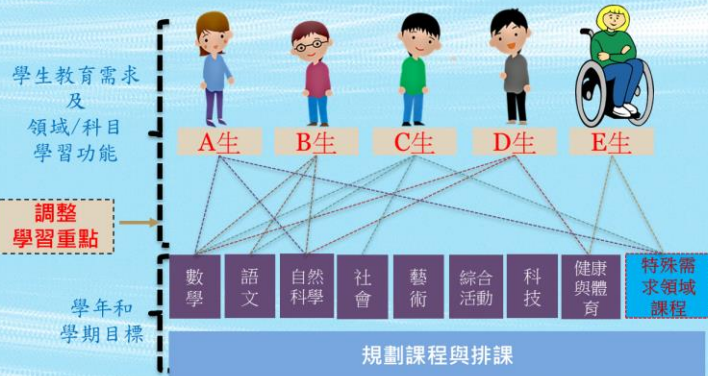 學生教育需求
及
領域/科目
學習功能
A生
B生
C生
D生
E生
調整
學習重點
數
學
語
文
自然
科學
社
會
藝
術
綜合
活動
科
技
健康
與體
育
特殊需
求領域
課程
學年和
學期目標
規劃課程與排課